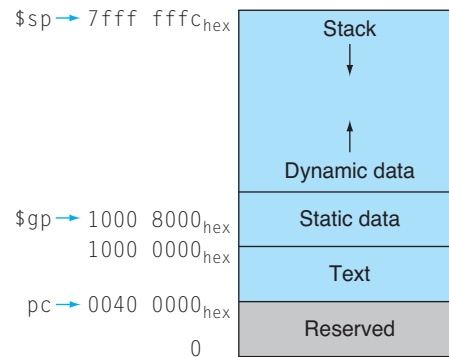 $sp → 7fff fffc hex
Stack
Dynamic data
$gp → 1000 8000 hex
Static data
1000 0000 hex
Text
pc → 0040 0000 hex
Reserved
0